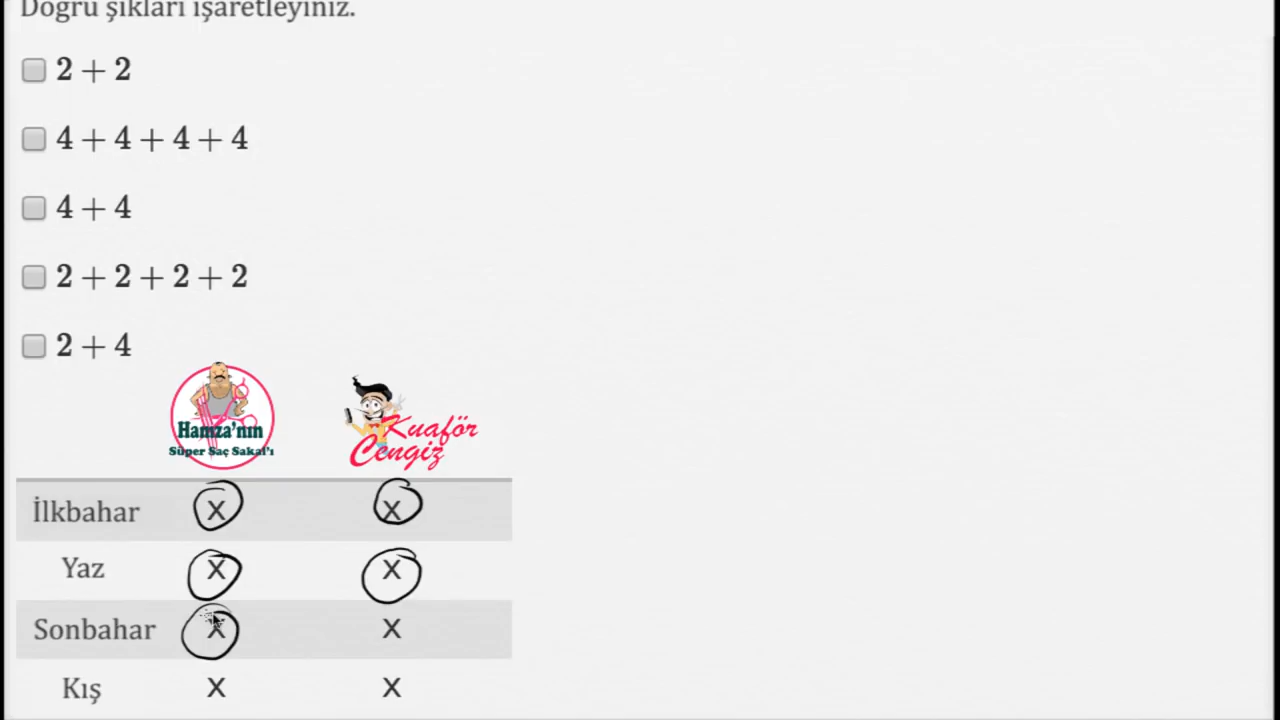 Doğru şıkları işaretleyiniz.
2 + 2
4 + 4 + 4 + 4
4 + 4
2 + 2 + 2 + 2
2 + 4
Hamza'nın
Süper Saç Sakal'ı
Kuaför
Cengiz
İlkbahar X X
Yaz X X
Sonbahar X X
Kış X X